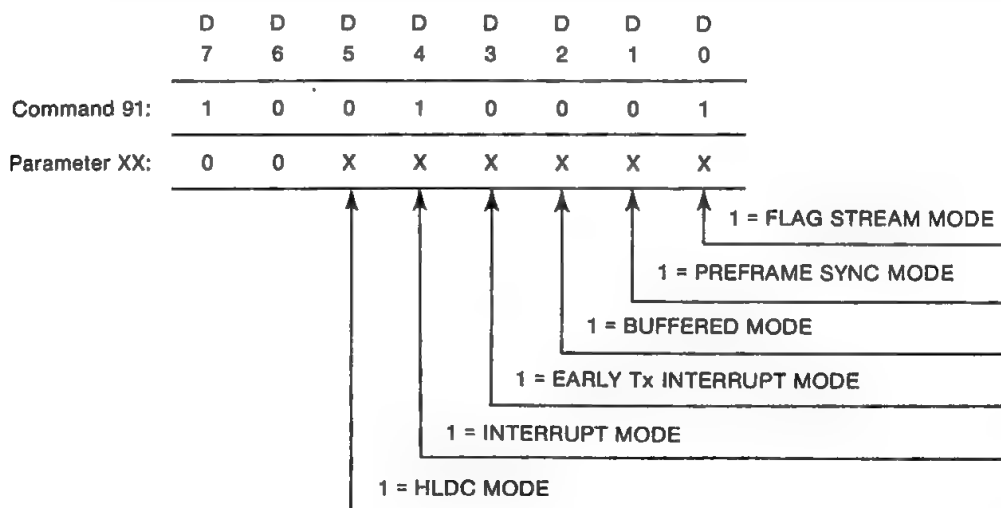 D D D D D D D D
7 6 5 4 3 2 1 0
Command 91: 1 0 0 1 0 0 0 1
Parameter XX: 0 0 X X X X X X
1 = FLAG STREAM MODE
1 = PREFRAME SYNC MODE
1 = BUFFERED MODE
1 = EARLY Tx INTERRUPT MODE
1 = INTERRUPT MODE
1 = HLDC MODE